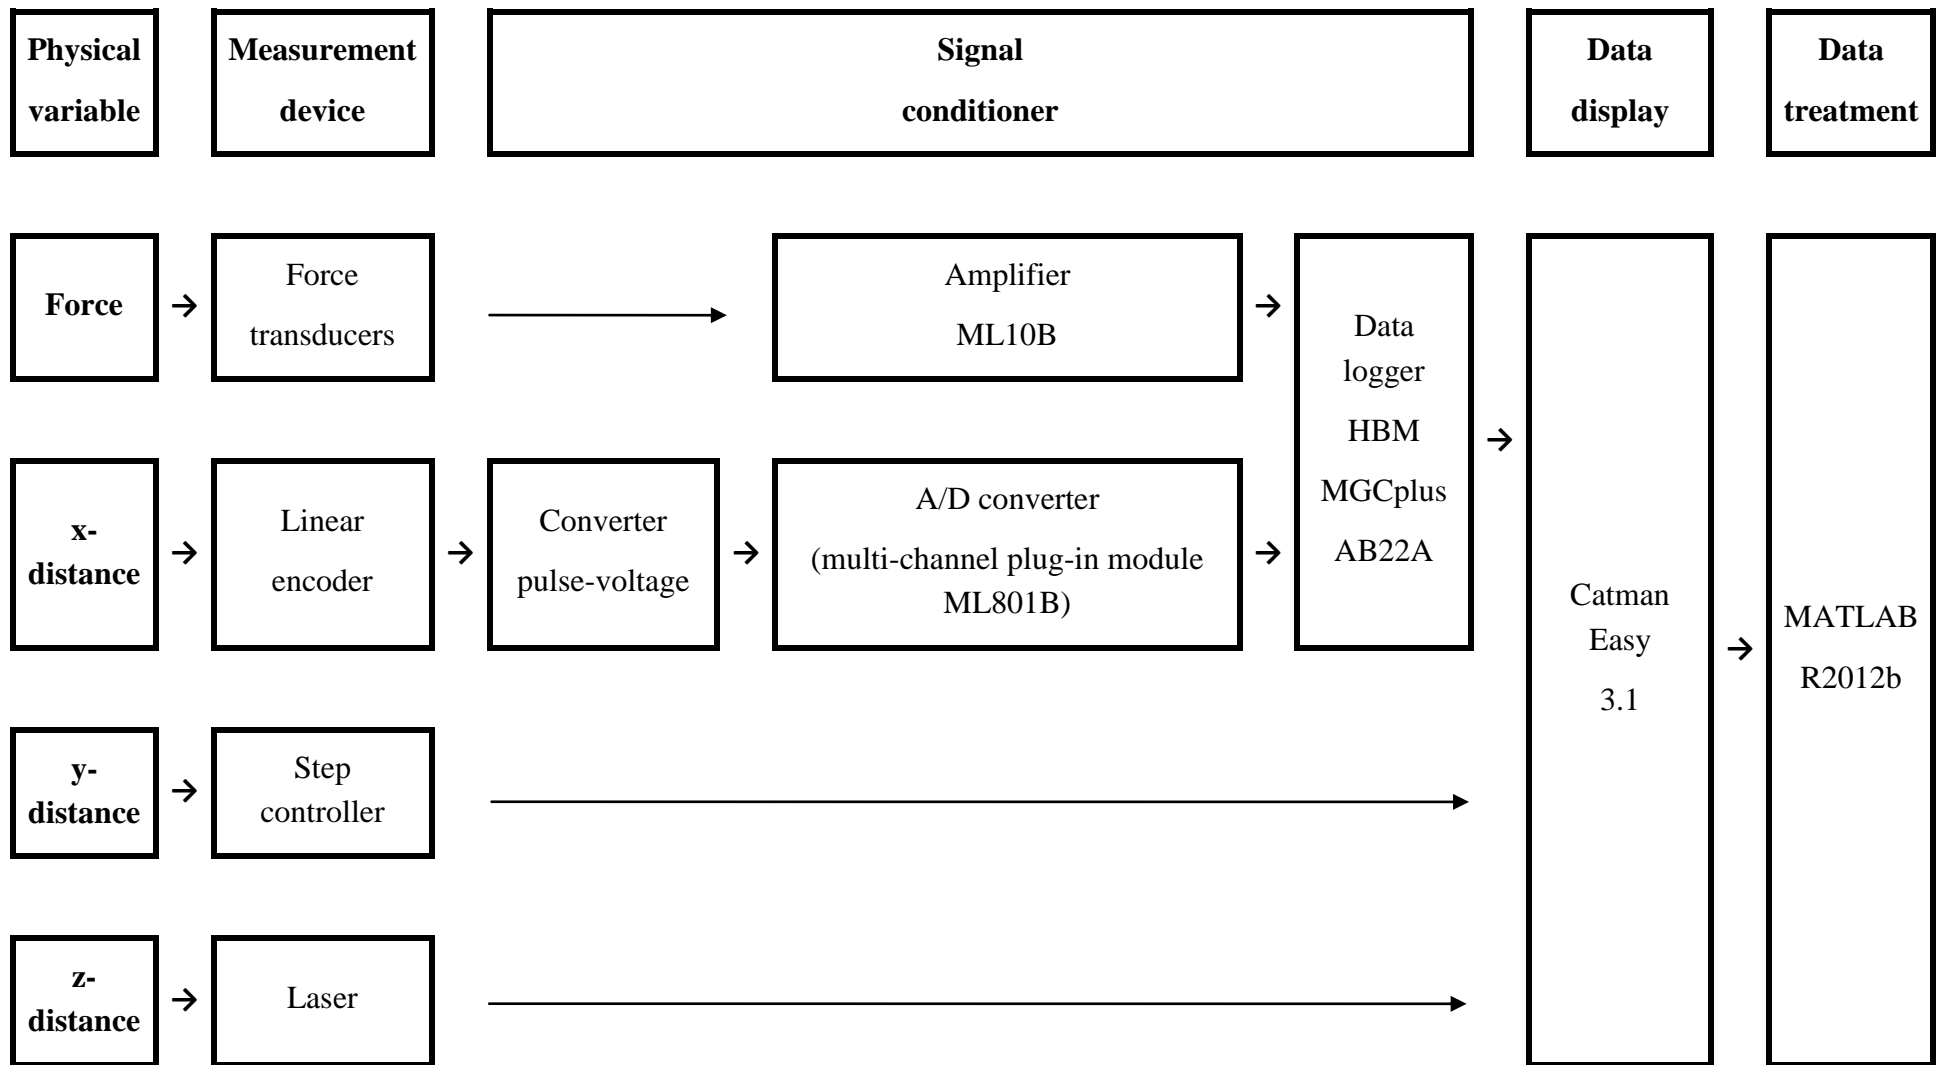 Physical
variable
Measurement
device
Signal
conditioner
Data
display
Data
treatment
Force
Force
transducers
Amplifier
ML10B
Data
logger
HBM
MGCplus
AB22A
x-
distance
Linear
encoder
Converter
pulse-voltage
A/D converter
(multi-channel plug-in module
ML801B)
Catman
Easy
3.1
MATLAB
R2012b
y-
distance
Step
controller
z-
distance
Laser